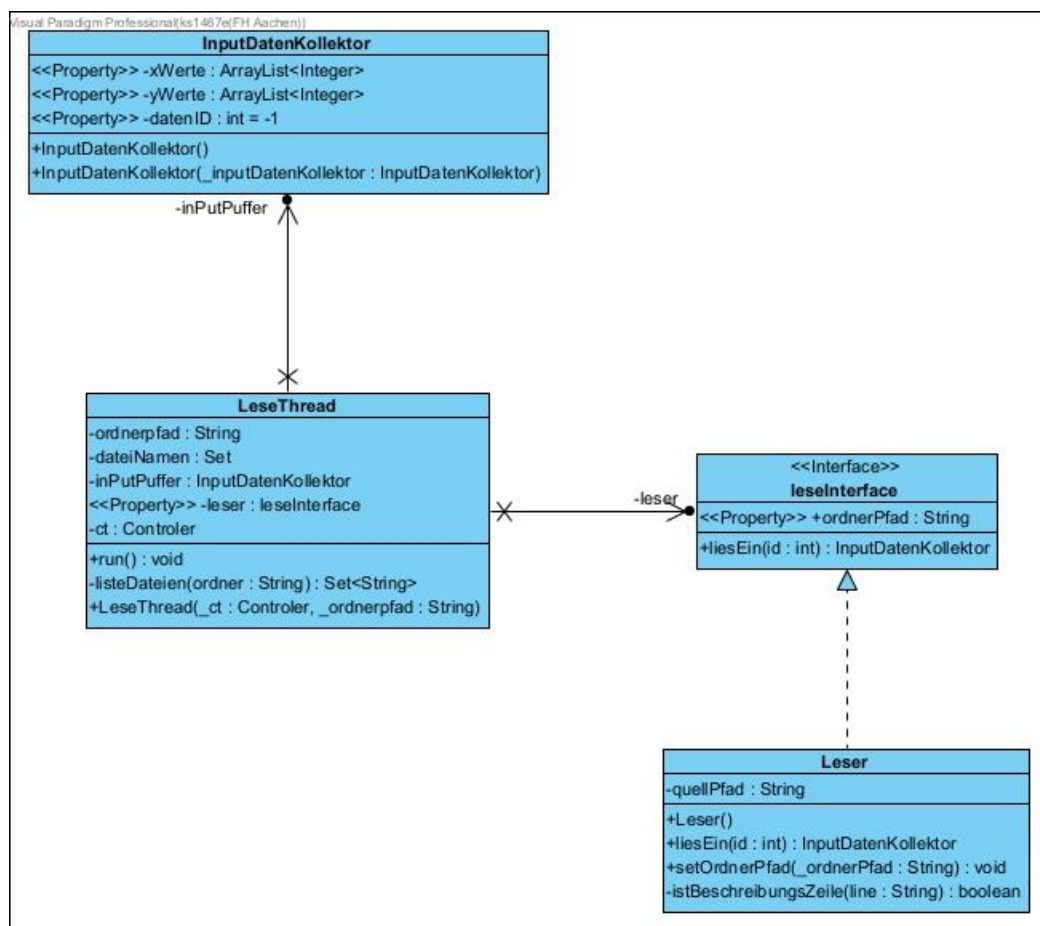 Visual Paradigm Professional(ks1467e(FH Aachen))
InputDatenKollektor
<<Property>> -xWerte : ArrayList<Integer>
<<Property>> -yWerte : ArrayList<Integer>
<<Property>> -datenID : int = -1
+InputDatenKollektor()
+InputDatenKollektor(_inputDatenKollektor : InputDatenKollektor)
-inPutPuffer
LeseThread
-ordnerpfad : String
-dateiNamen : Set
-inPutPuffer : InputDatenKollektor
<<Property>> -leser : leseInterface
-ct : Controler
+run() : void
-listeDateien(ordner : String) : Set<String>
+LeseThread(_ct : Controler, _ordnerpfad : String)
-leser
<<Interface>>
leseInterface
<<Property>> +ordnerPfad : String
+liesEin(id : int) : InputDatenKollektor
Leser
-quellPfad : String
+Leser()
+liesEin(id : int) : InputDatenKollektor
+setOrdnerPfad(_ordnerPfad : String) : void
-istBeschreibungsZeile(line : String) : boolean